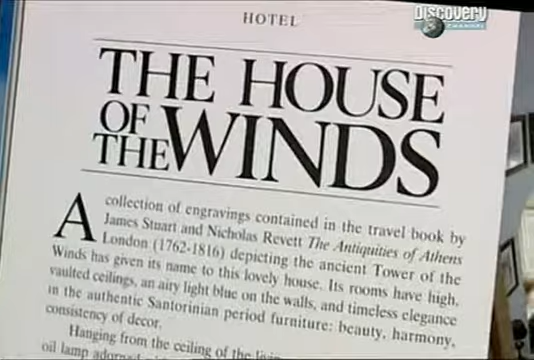 HOTEL
Discovery
CHANNEL
THE HOUSE
OF
THE WINDS
A collection of engravings contained in the travel book by
James Stuart and Nicholas Revett The Antiquities of Athens
London (1762-1816) depicting the ancient Tower of the
Winds has given its name to this lovely house. Its rooms have high,
vaulted ceilings, an airy light blue on the walls, and timeless elegance
in the authentic Santorinian period furniture: beauty, harmony,
consistency of decor.
Hanging from the ceiling of the
oil lamp adorned